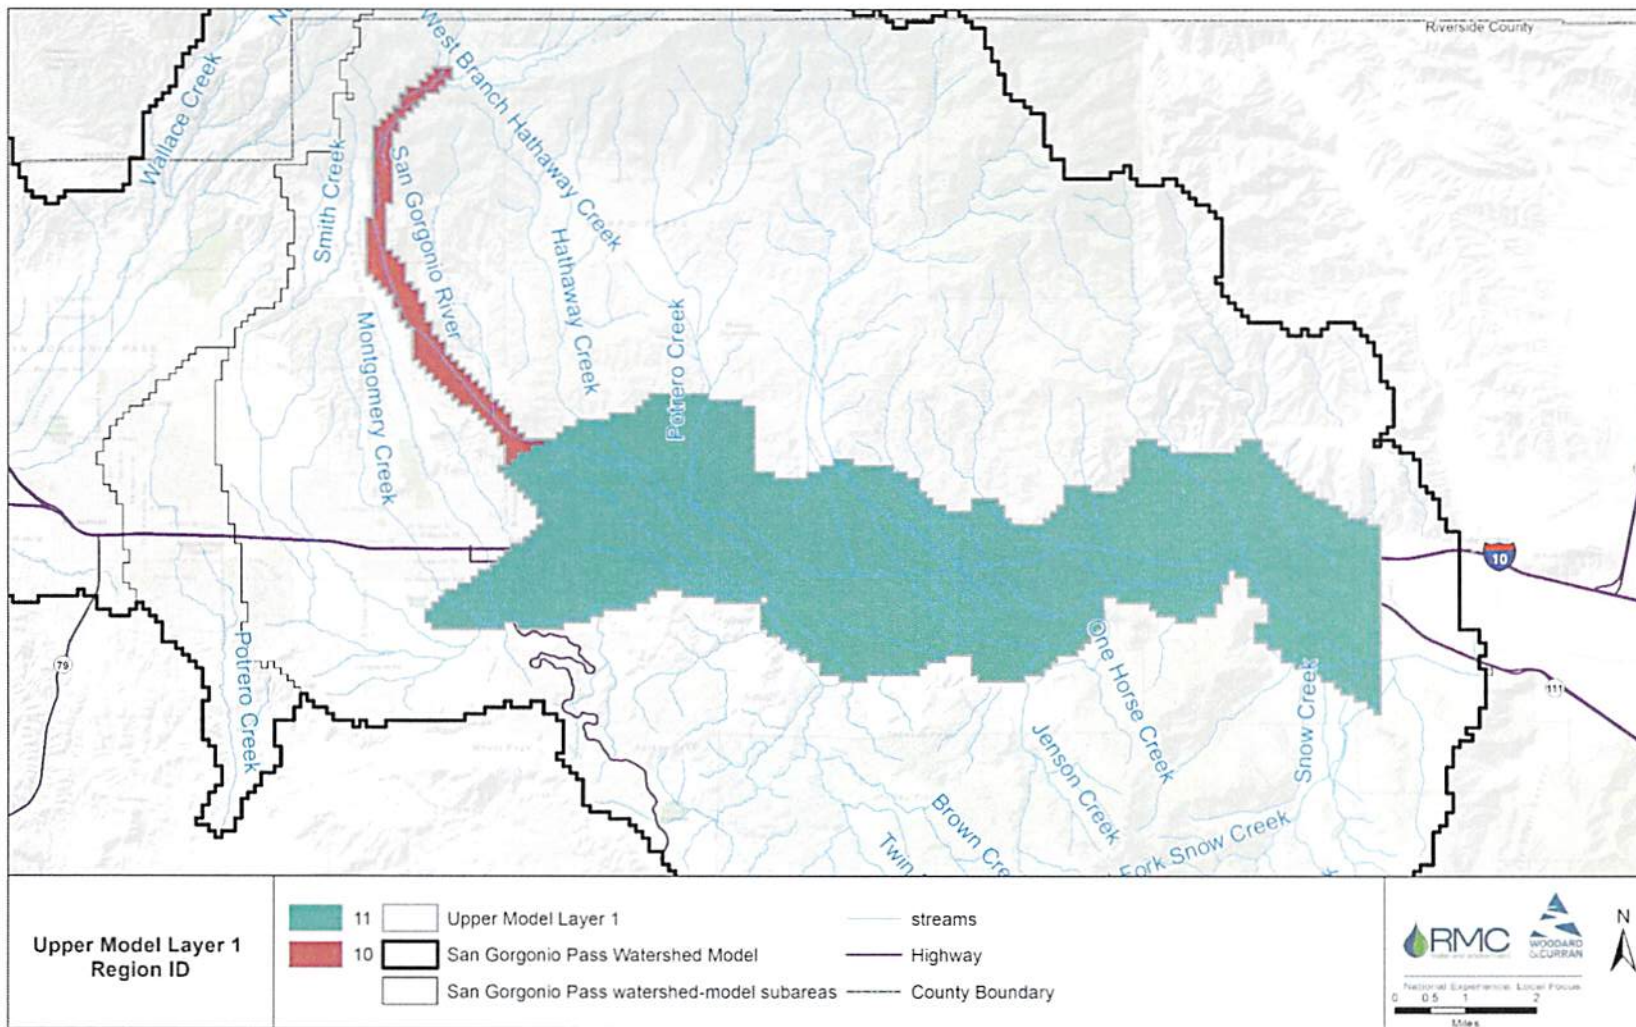 Riverside County
West Branch Hathaway Creek
Wallace Creek
Smith Creek
San Gorgonio River
Hathaway Creek
Potrero Creek
Montgomery Creek
10
79
Potrero Creek
One Horse Creek
Snow Creek
111
Jenson Creek
Brown Cre
Twin
Fork Snow Creek
Upper Model Layer 1
Region ID
11
Upper Model Layer 1
streams
10
San Gorgonio Pass Watershed Model
Highway
San Gorgonio Pass watershed-model subareas
County Boundary
RMC
WOODARD
&CURRAN
National Experience. Local Focus.
N
0 0.5 1 2
Miles